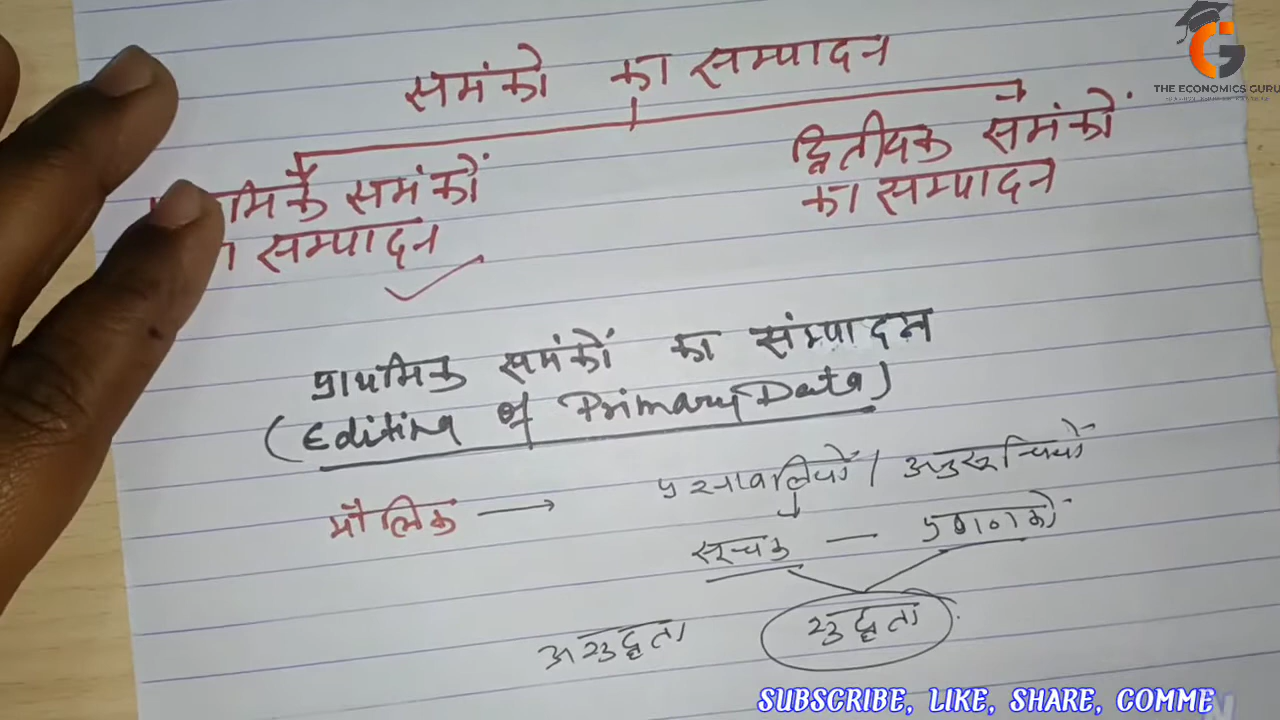 समंको का सम्पादन
प्राथमिक समंकों
का सम्पादन
द्वितीयक समंकों
का सम्पादन
प्राथमिक समंकों का संम्पादन
(Editing of Primary Data)
मौलिक → प्रश्नावलियों / अनुसूचियों
सूचक — प्रगणको
अशुद्धता शुद्धता
G
THE ECONOMICS GURU
SUBSCRIBE, LIKE, SHARE, COMME